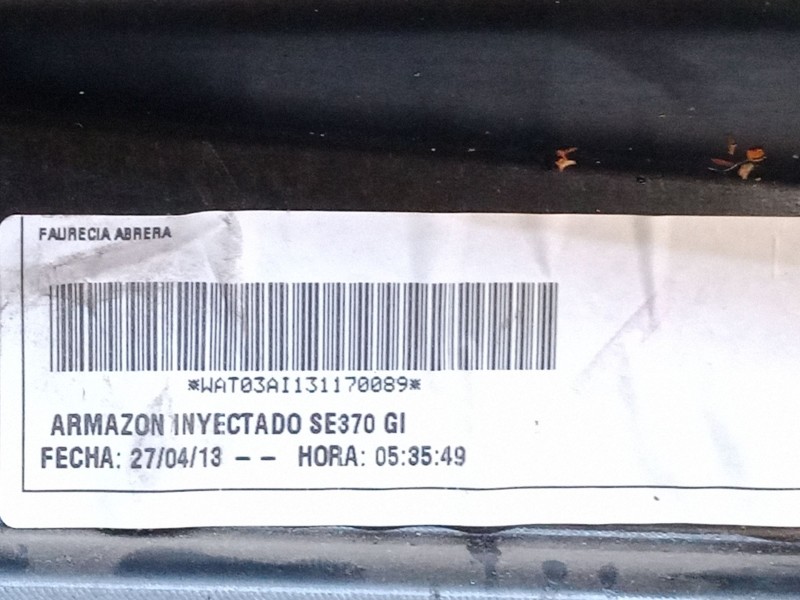 FAURECIA ABRERA
*WAT03AI131170089*
ARMAZON INYECTADO SE370 GI
FECHA: 27/04/13 -- HORA: 05:35:49